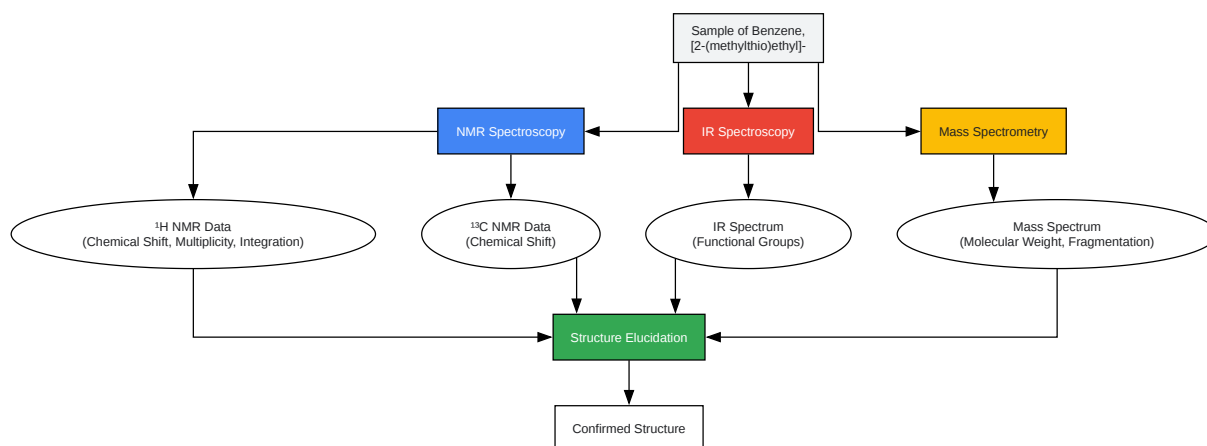 Sample of Benzene,
[2-(methylthio)ethyl]-
NMR Spectroscopy
IR Spectroscopy
Mass Spectrometry
¹H NMR Data
(Chemical Shift, Multiplicity, Integration)
¹³C NMR Data
(Chemical Shift)
IR Spectrum
(Functional Groups)
Mass Spectrum
(Molecular Weight, Fragmentation)
Structure Elucidation
Confirmed Structure